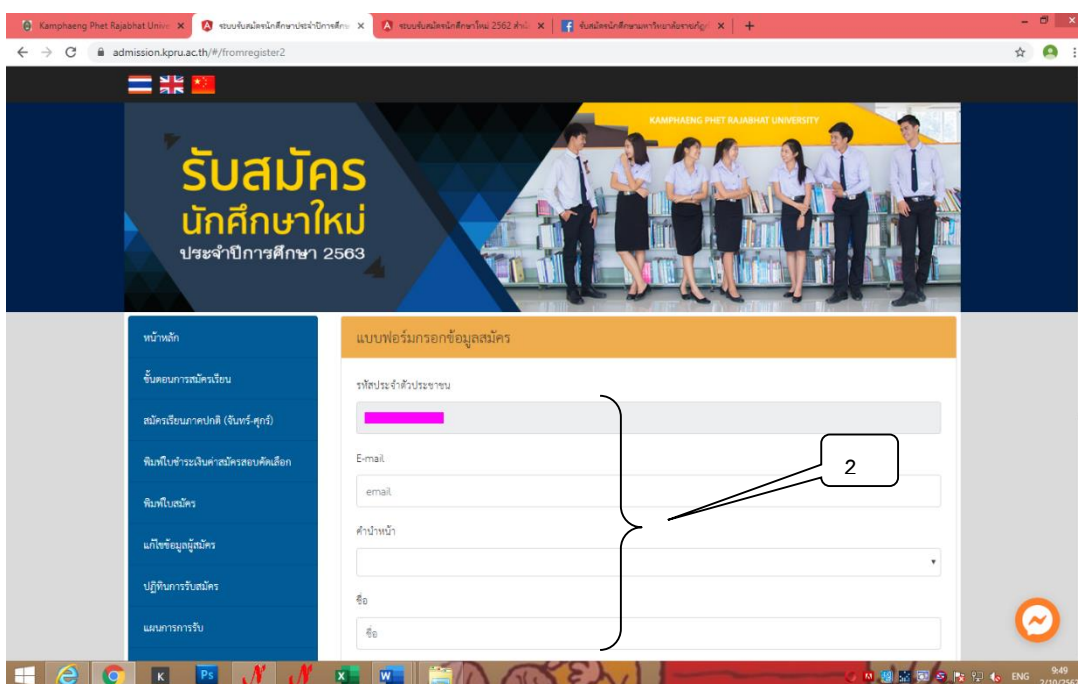 Kamphaeng Phet Rajabhat Unive
ระบบรับสมัครนักศึกษาประจำปีการศึกษ
ระบบรับสมัครนักศึกษาใหม่ 2562 สำนั
รับสมัครนักศึกษามหาวิทยาลัยราชภัฏก
admission.kpru.ac.th/#/fromregister2
KAMPHAENG PHET RAJABHAT UNIVERSITY
รับสมัคร
นักศึกษาใหม่
ประจำปีการศึกษา 2563
หน้าหลัก
ขั้นตอนการสมัครเรียน
สมัครเรียนภาคปกติ (จันทร์-ศุกร์)
พิมพ์ใบชำระเงินค่าสมัครสอบคัดเลือก
พิมพ์ใบสมัคร
แก้ไขข้อมูลผู้สมัคร
ปฏิทินการรับสมัคร
แผนการการรับ
แบบฟอร์มกรอกข้อมูลสมัคร
รหัสประจำตัวประชาชน
E-mail
email
คำนำหน้า
ชื่อ
ชื่อ
2
K
Ps
ENG
9:49
2/10/2562